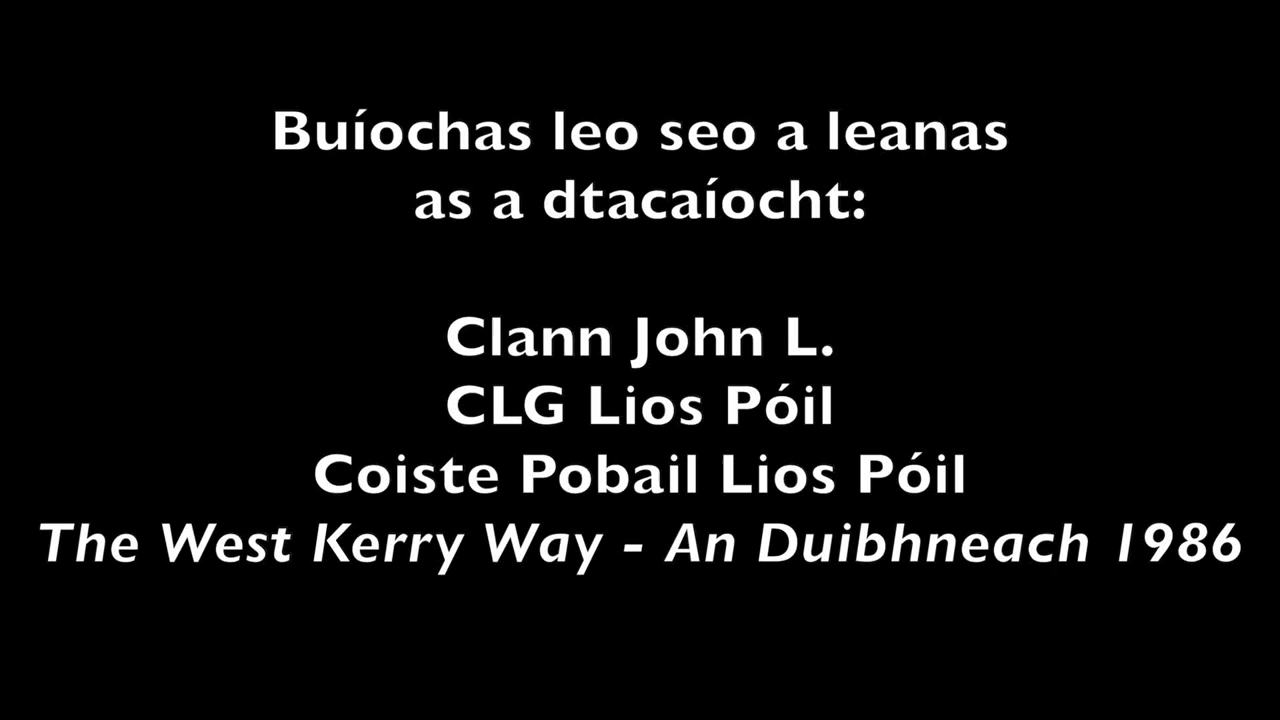 Buíochas leo seo a leanas
as a dtacaíocht:
Clann John L.
CLG Lios Póil
Coiste Pobail Lios Póil
The West Kerry Way - An Duibhneach 1986